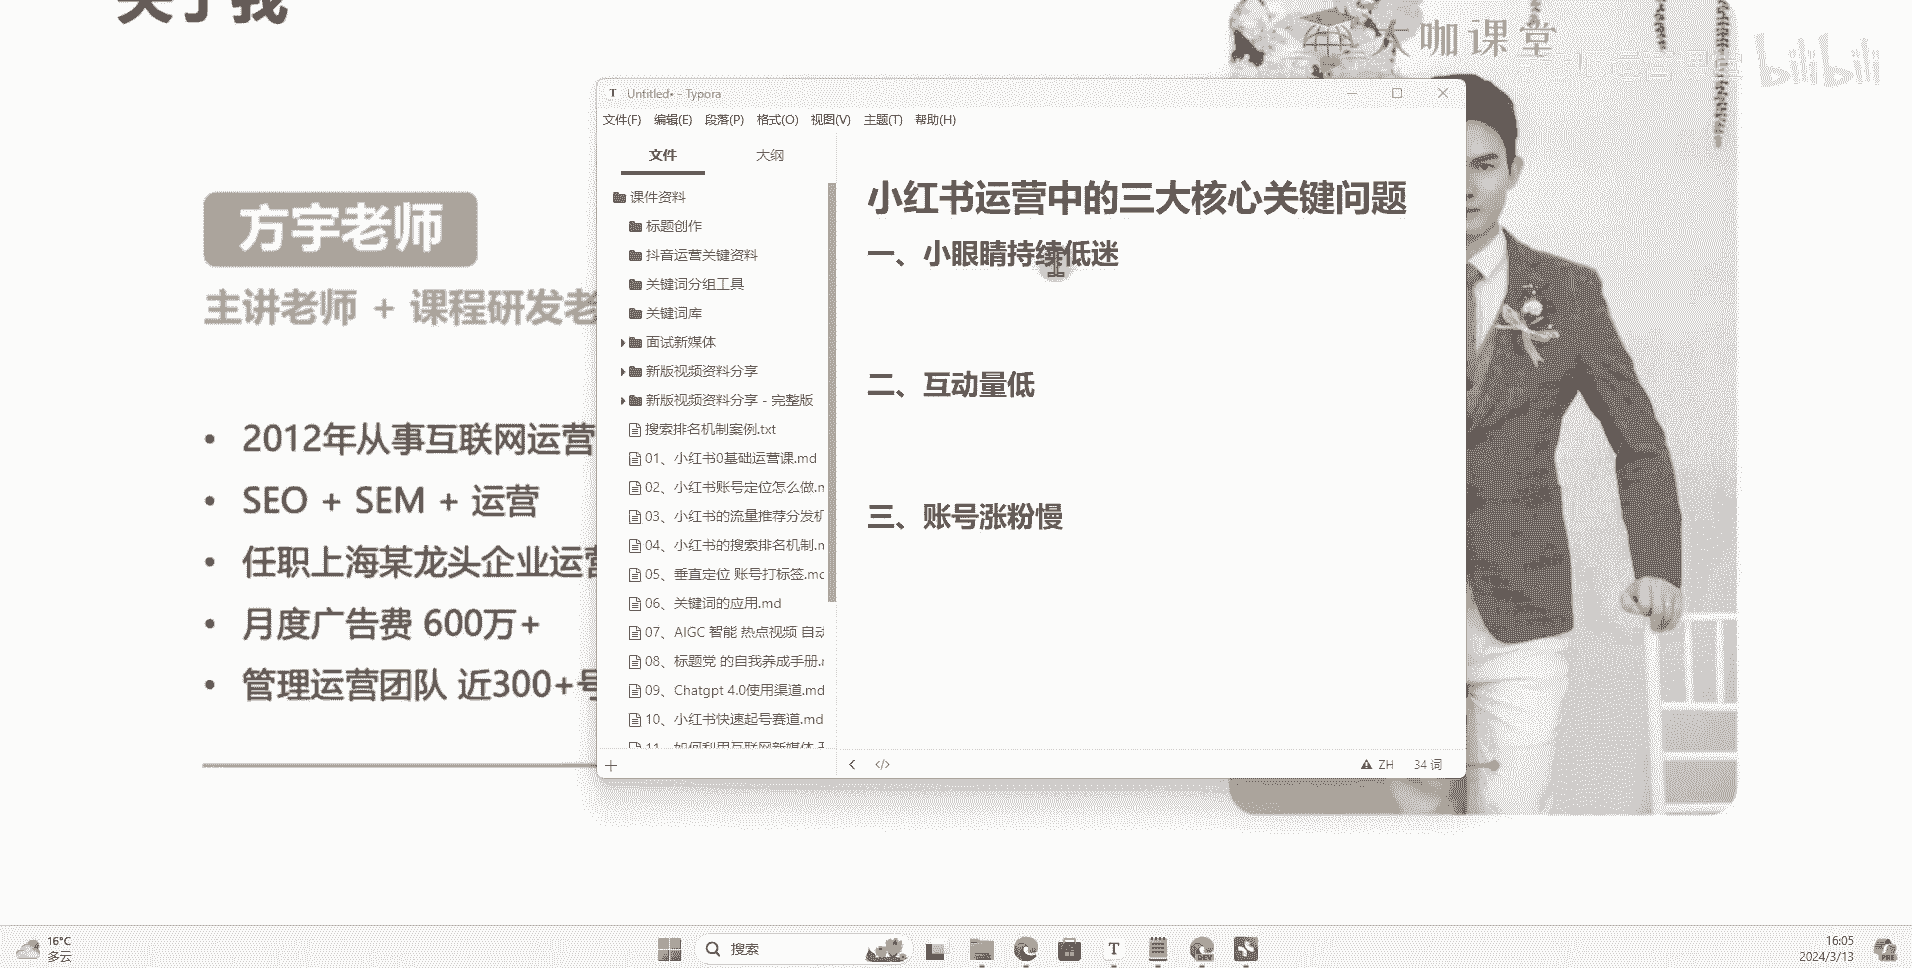 关于我
大咖课堂
bilibili
方宇老师
主讲老师 + 课程研发老
2012年从事互联网运营
SEO + SEM + 运营
任职上海某龙头企业运营
月度广告费 600万+
管理运营团队 近300+号
Untitled• - Typora
文件(F) 编辑(E) 段落(P) 格式(O) 视图(V) 主题(T) 帮助(H)
文件 大纲
课件资料
标题创作
抖音运营关键资料
关键词分组工具
关键词库
面试新媒体
新版视频资料分享
新版视频资料分享 - 完整版
搜索排名机制案例.txt
01、小红书0基础运营课.md
02、小红书账号定位怎么做.m
03、小红书的流量推荐分发机
04、小红书的搜索排名机制.m
05、垂直定位 账号打标签.mc
06、关键词的应用.md
07、AIGC 智能 热点视频 自动
08、标题党 的自我养成手册.r
09、Chatgpt 4.0使用渠道.md
10、小红书快速起号赛道.md
11、如何利用互联网新媒体 开
小红书运营中的三大核心关键问题
一、小眼睛持续低迷
二、互动量低
三、账号涨粉慢
ZH 34 词
16°C
多云
搜索
16:05
2024/3/13